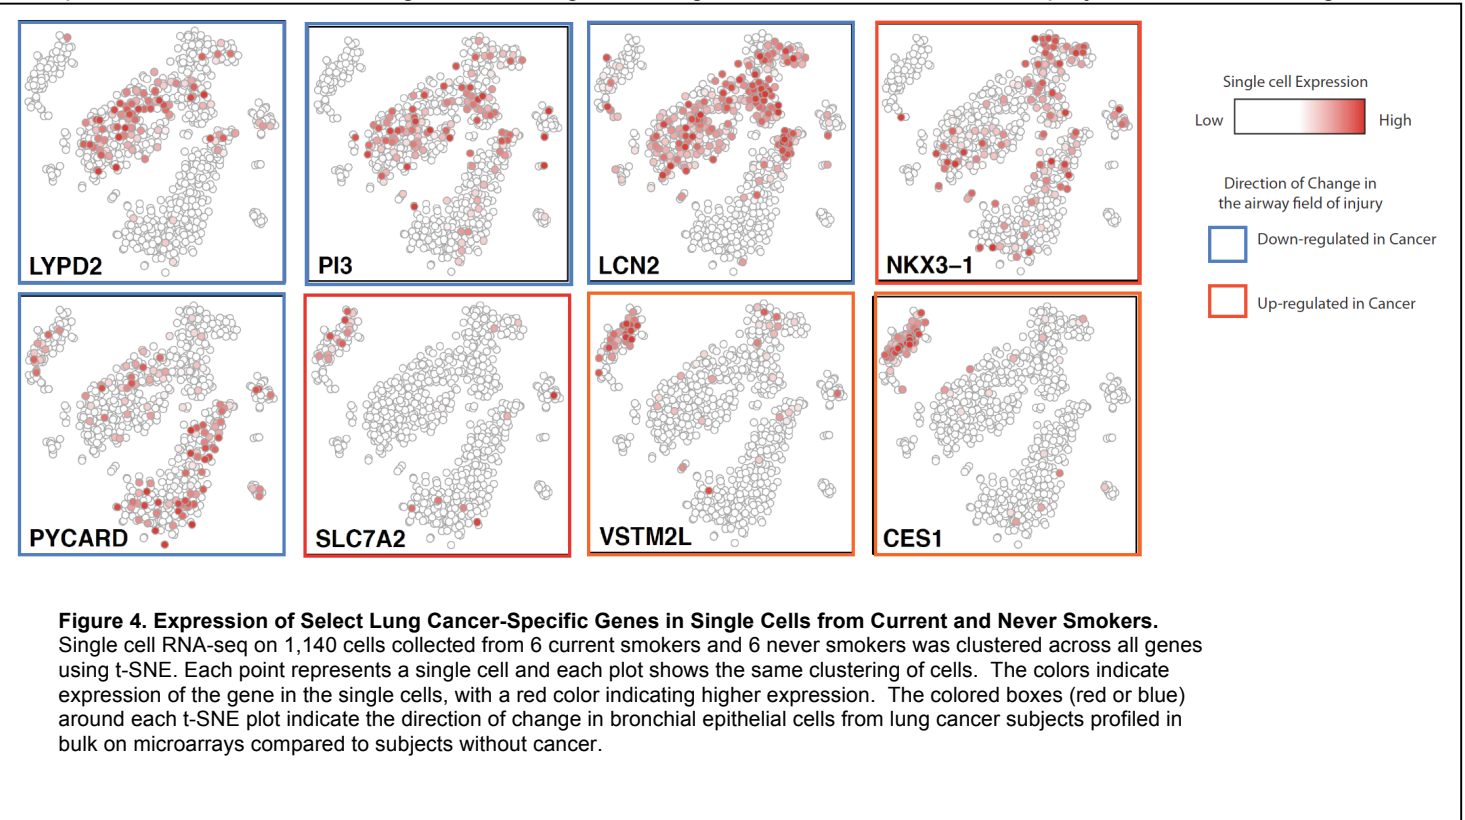 LYPD2
PI3
LCN2
NKX3−1
Single cell Expression
Low
High
Direction of Change in
the airway field of injury
Down-regulated in Cancer
Up-regulated in Cancer
PYCARD
SLC7A2
VSTM2L
CES1
Figure 4. Expression of Select Lung Cancer-Specific Genes in Single Cells from Current and Never Smokers.
Single cell RNA-seq on 1,140 cells collected from 6 current smokers and 6 never smokers was clustered across all genes
using t-SNE. Each point represents a single cell and each plot shows the same clustering of cells.  The colors indicate
expression of the gene in the single cells, with a red color indicating higher expression.  The colored boxes (red or blue)
around each t-SNE plot indicate the direction of change in bronchial epithelial cells from lung cancer subjects profiled in
bulk on microarrays compared to subjects without cancer.